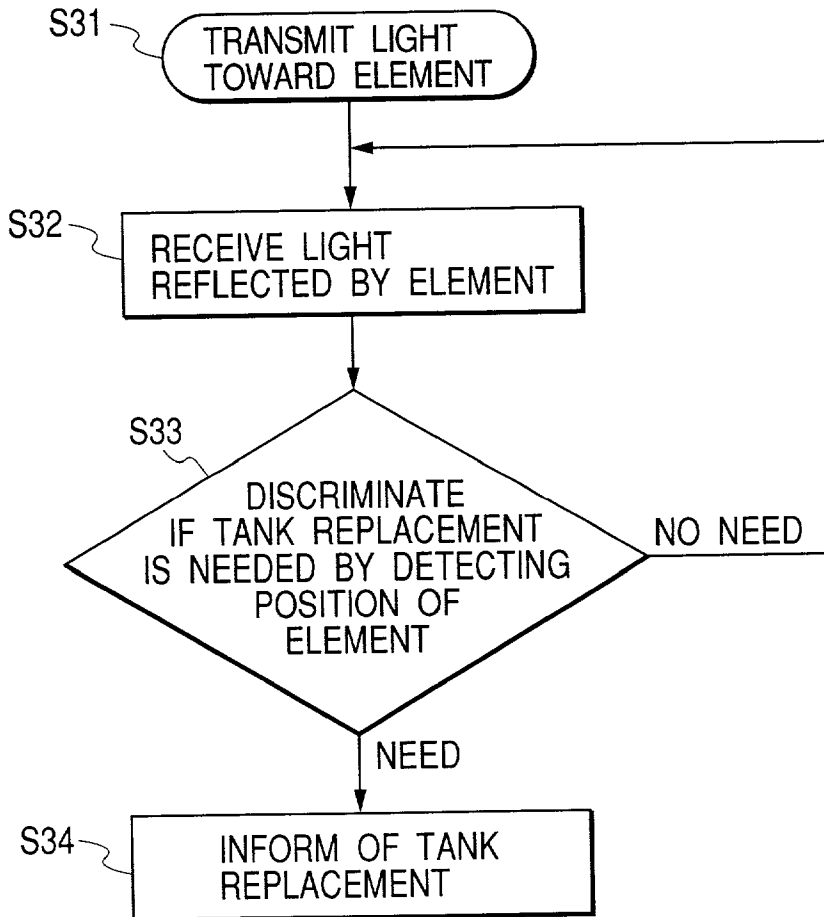 S31
TRANSMIT LIGHT
TOWARD ELEMENT
S32
RECEIVE LIGHT
REFLECTED BY ELEMENT
S33
DISCRIMINATE
IF TANK REPLACEMENT
IS NEEDED BY DETECTING
POSITION OF
ELEMENT
NO NEED
NEED
S34
INFORM OF TANK
REPLACEMENT